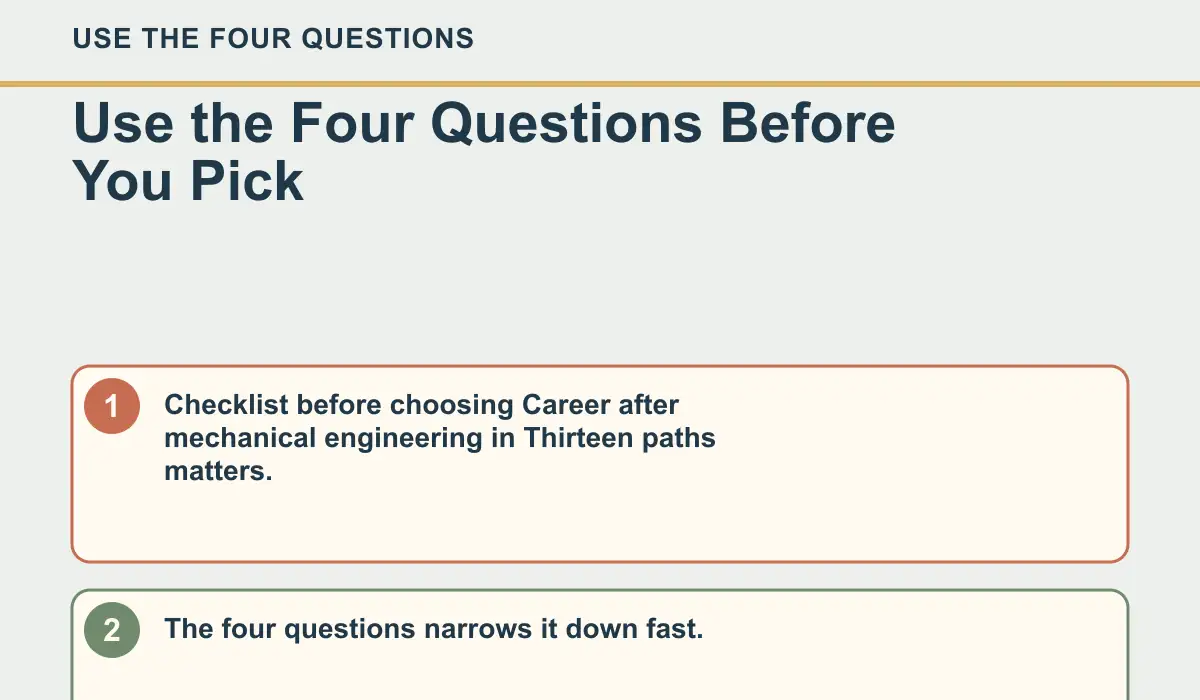 USE THE FOUR QUESTIONS
Use the Four Questions Before
You Pick
1
Checklist before choosing Career after
mechanical engineering in Thirteen paths
matters.
2
The four questions narrows it down fast.